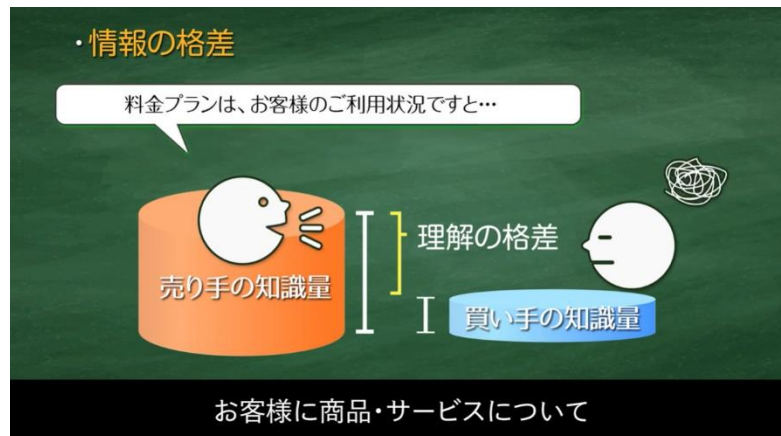 ・情報の格差
料金プランは、お客様のご利用状況ですと…
理解の格差
売り手の知識量
買い手の知識量
お客様に商品・サービスについて